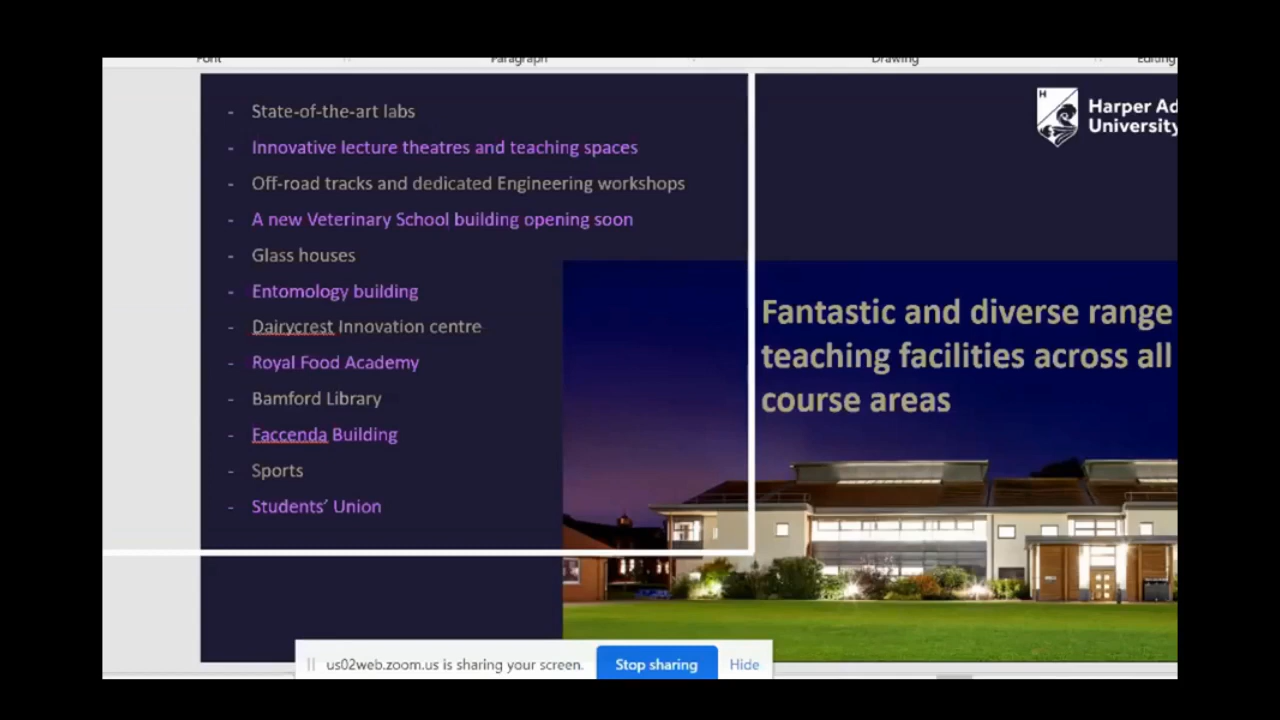 Font
Paragraph
Drawing
Editing
- State-of-the-art labs
- Innovative lecture theatres and teaching spaces
- Off-road tracks and dedicated Engineering workshops
- A new Veterinary School building opening soon
- Glass houses
- Entomology building
- Dairycrest Innovation centre
- Royal Food Academy
- Bamford Library
- Faccenda Building
- Sports
- Students’ Union
H
Harper Ad
University
Fantastic and diverse range
teaching facilities across all
course areas
us02web.zoom.us is sharing your screen.
Stop sharing
Hide